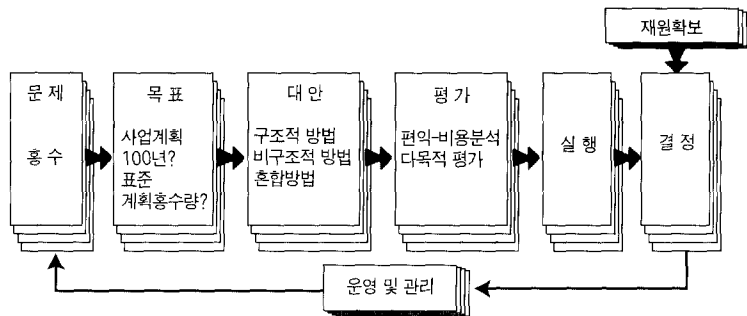 재원확보
문 제
홍 수
목 표
사업계획
100년?
표준
계획홍수량?
대 안
구조적 방법
비구조적 방법
혼합방법
평 가
편익-비용분석
다목적 평가
실 행
결 정
운영 및 관리